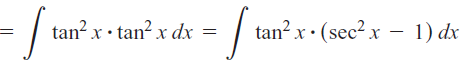 = ∫ tan² x · tan² x dx = ∫ tan² x · (sec² x − 1) dx